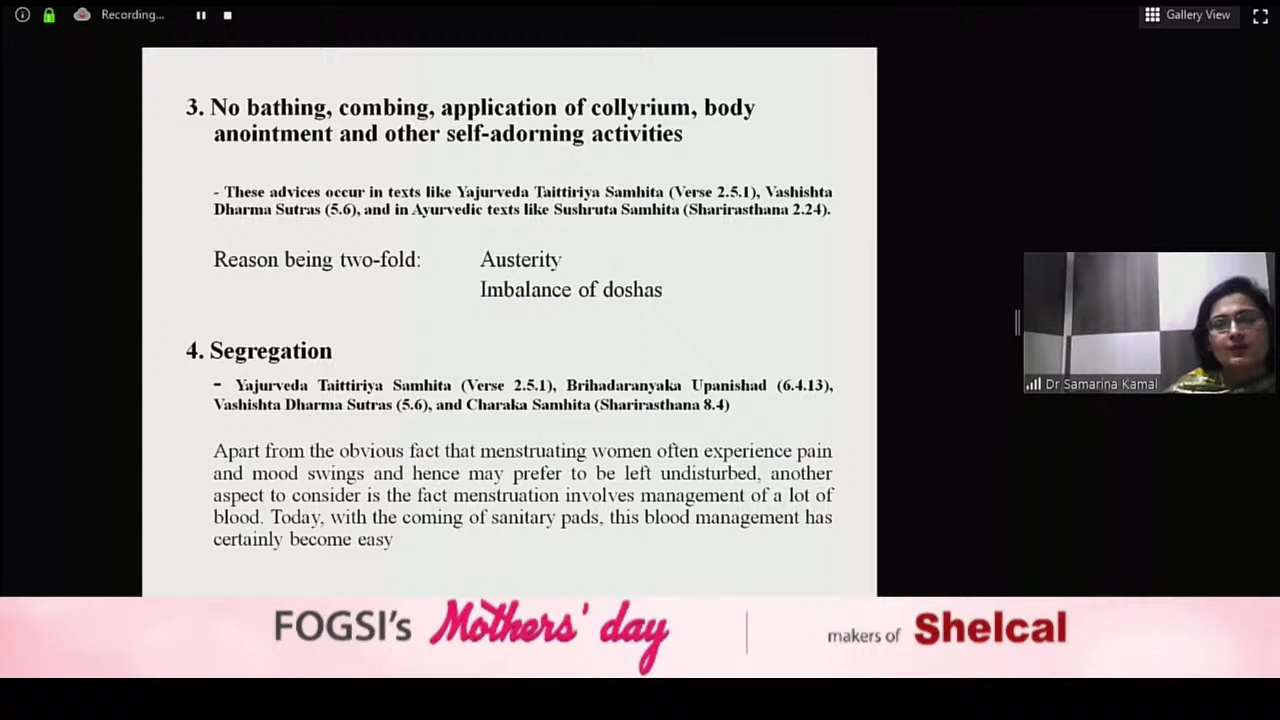 Recording...
Gallery View
3. No bathing, combing, application of collyrium, body
anointment and other self-adorning activities
- These advices occur in texts like Yajurveda Taittiriya Samhita (Verse 2.5.1), Vashishta
Dharma Sutras (5.6), and in Ayurvedic texts like Sushruta Samhita (Sharirasthana 2.24).
Reason being two-fold: Austerity
Imbalance of doshas
4. Segregation
- Yajurveda Taittiriya Samhita (Verse 2.5.1), Brihadaranyaka Upanishad (6.4.13),
Vashishta Dharma Sutras (5.6), and Charaka Samhita (Sharirasthana 8.4)
Apart from the obvious fact that menstruating women often experience pain
and mood swings and hence may prefer to be left undisturbed, another
aspect to consider is the fact menstruation involves management of a lot of
blood. Today, with the coming of sanitary pads, this blood management has
certainly become easy
Dr Samarina Kamal
FOGSI's Mothers' day
makers of Shelcal